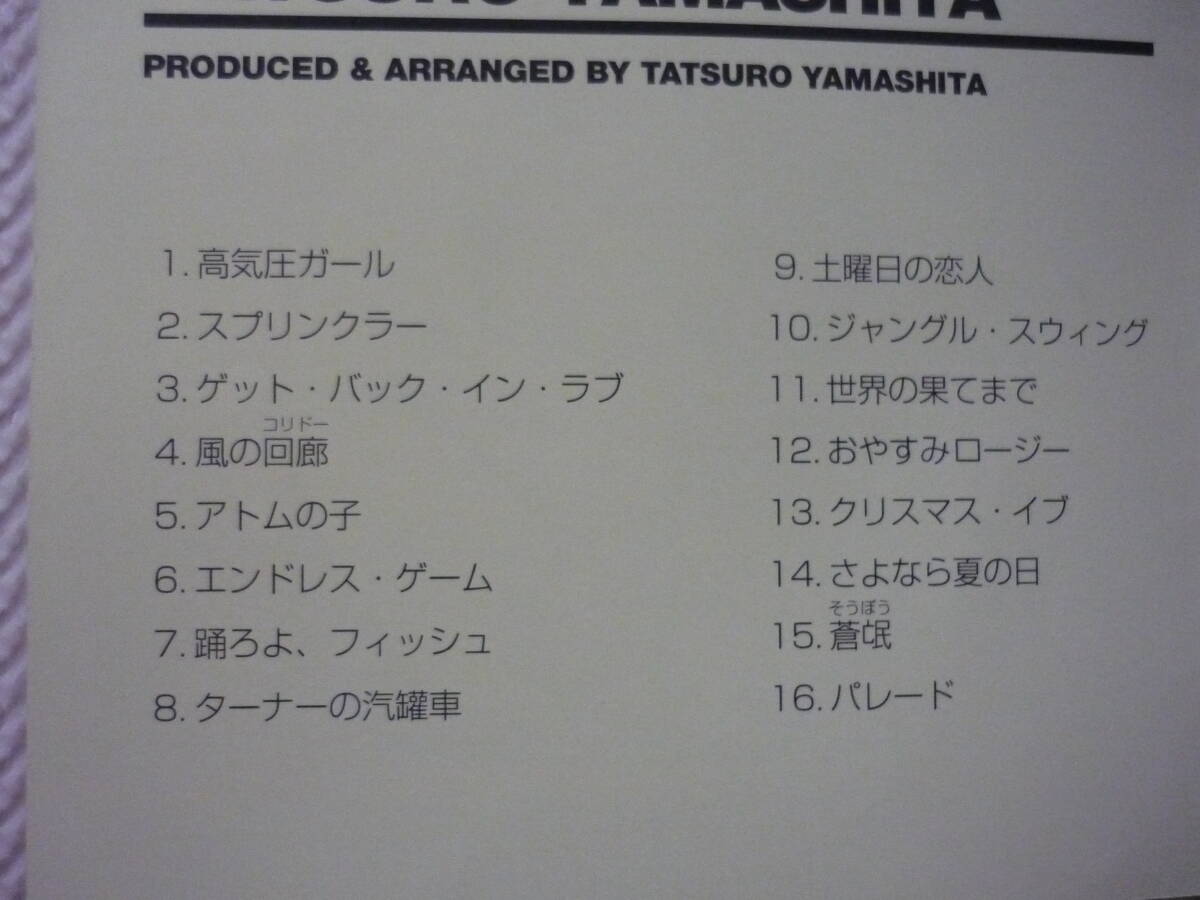 TATSURO YAMASHITA
PRODUCED & ARRANGED BY TATSURO YAMASHITA
1. 高気圧ガール
2. スプリンクラー
3. ゲット・バック・イン・ラブ
コリドー
4. 風の回廊
5. アトムの子
6. エンドレス・ゲーム
7. 踊ろよ、フィッシュ
8. ターナーの汽罐車
9. 土曜日の恋人
10. ジャングル・スウィング
11. 世界の果てまで
12. おやすみロージー
13. クリスマス・イブ
14. さよなら夏の日
そうぼう
15. 蒼氓
16. パレード